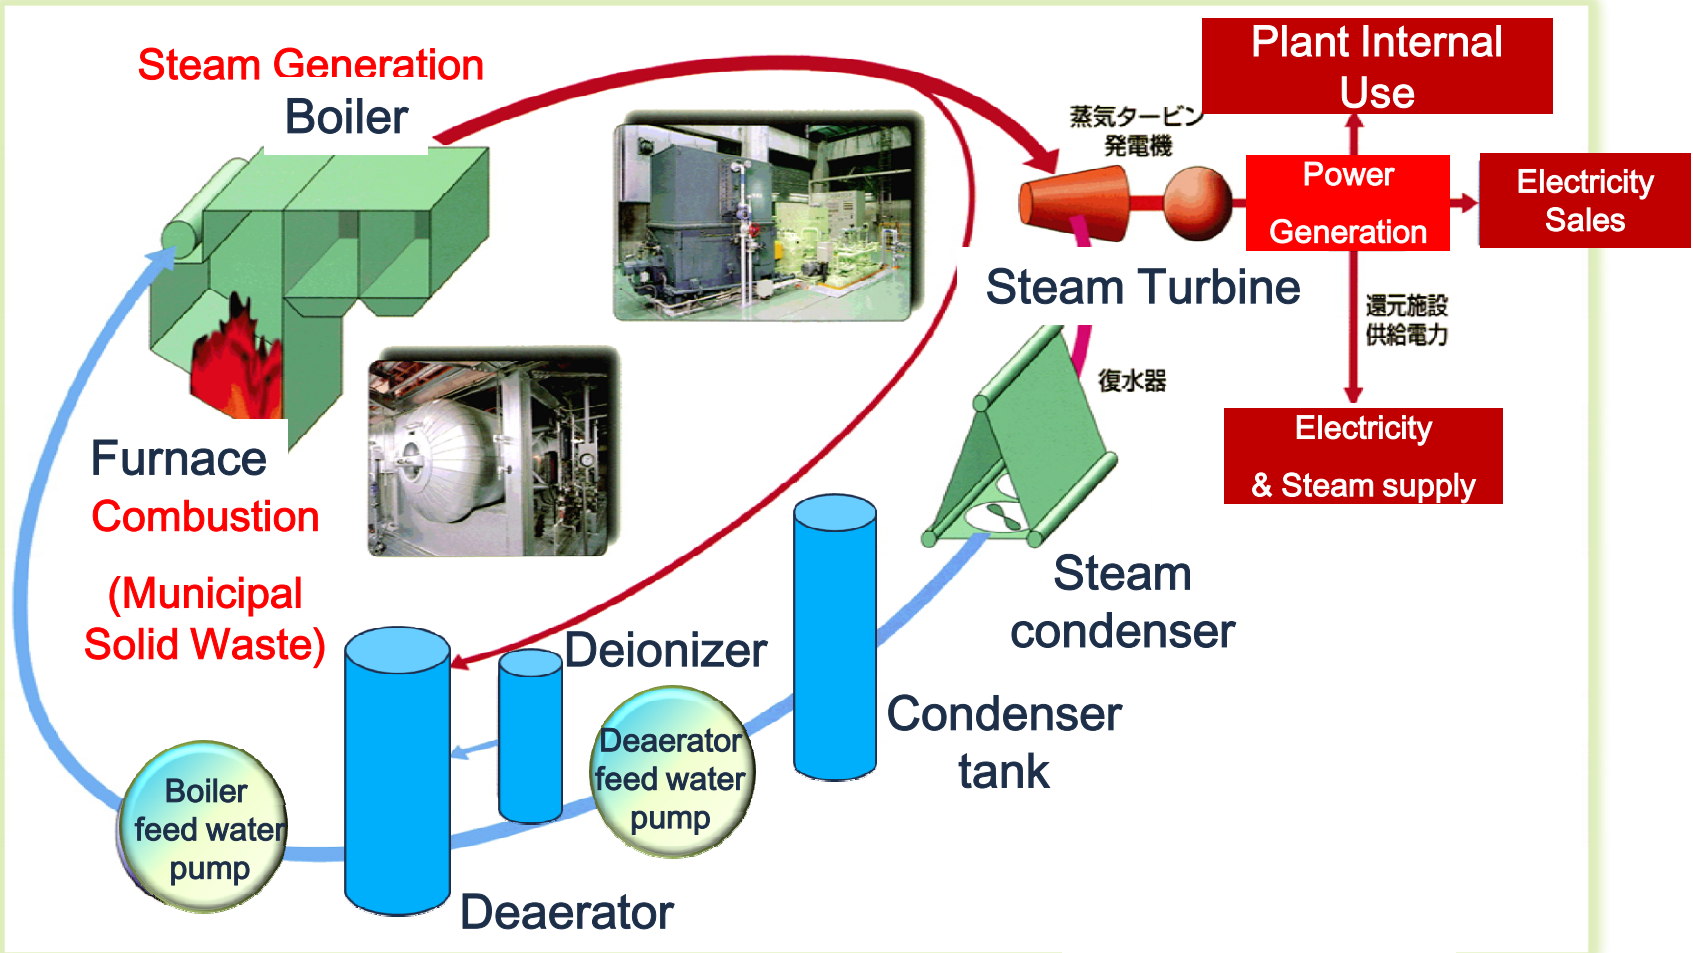 Steam Generation
Boiler
Plant Internal
Use
蒸気タービン
発電機
Power
Generation
Electricity
Sales
Steam Turbine
還元施設
供給電力
復水器
Electricity
& Steam supply
Furnace
Combustion
(Municipal
Solid Waste)
Steam
condenser
Deionizer
Condenser
tank
Deaerator
feed water
pump
Boiler
feed water
pump
Deaerator